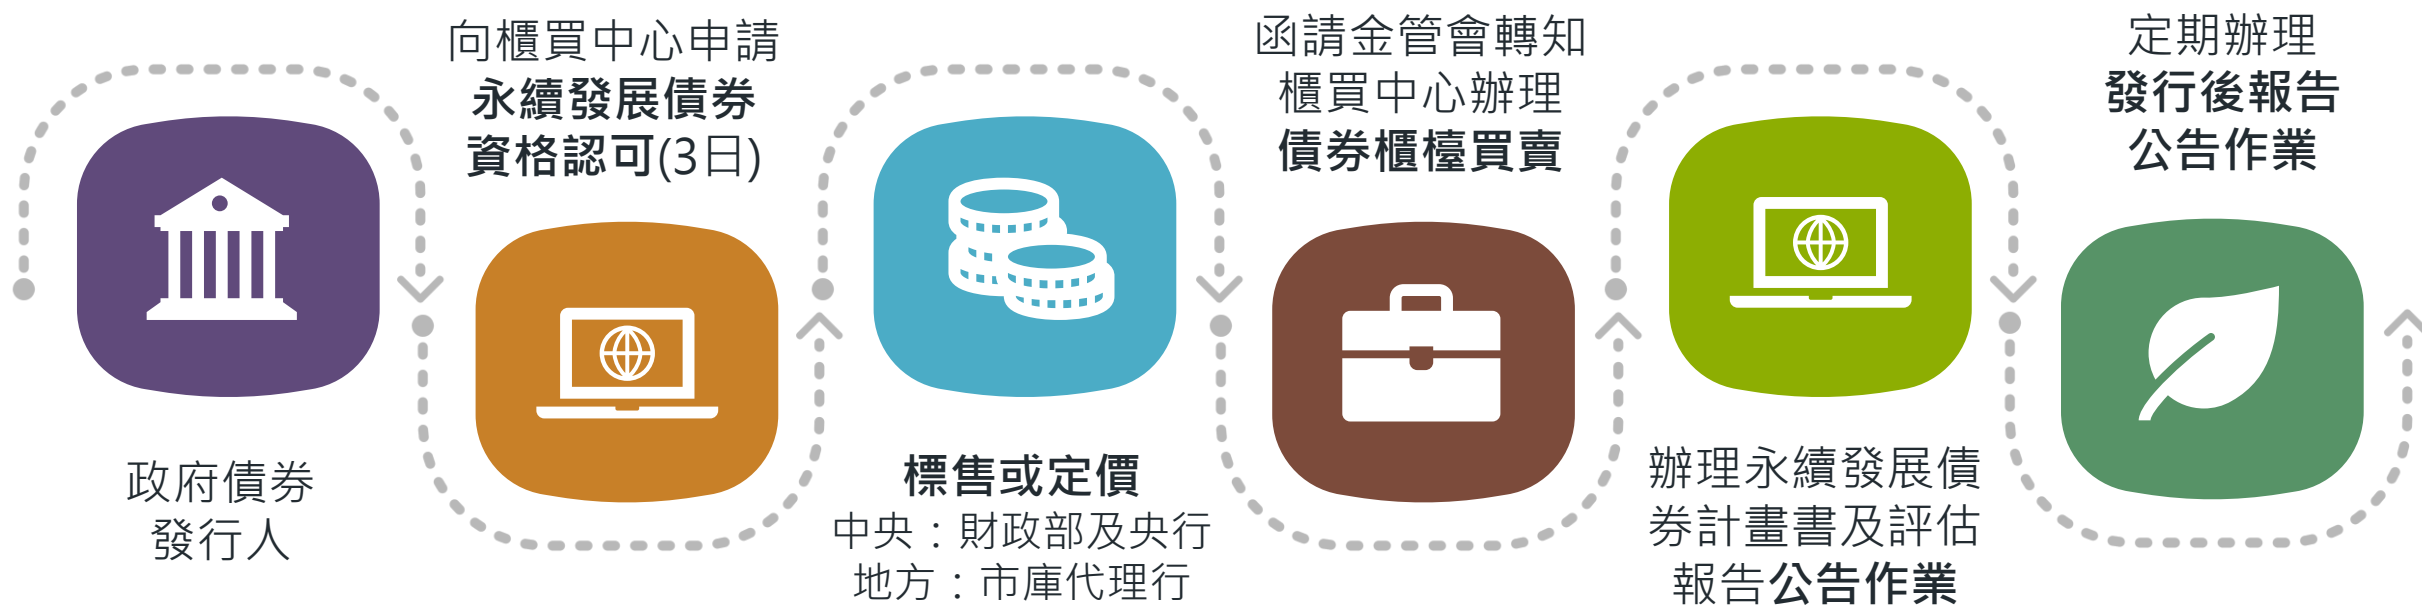 政府債券
發行人
向櫃買中心申請
永續發展債券
資格認可(3日)
標售或定價
中央：財政部及央行
地方：市庫代理行
函請金管會轉知
櫃買中心辦理
債券櫃檯買賣
辦理永續發展債
券計畫書及評估
報告公告作業
定期辦理
發行後報告
公告作業